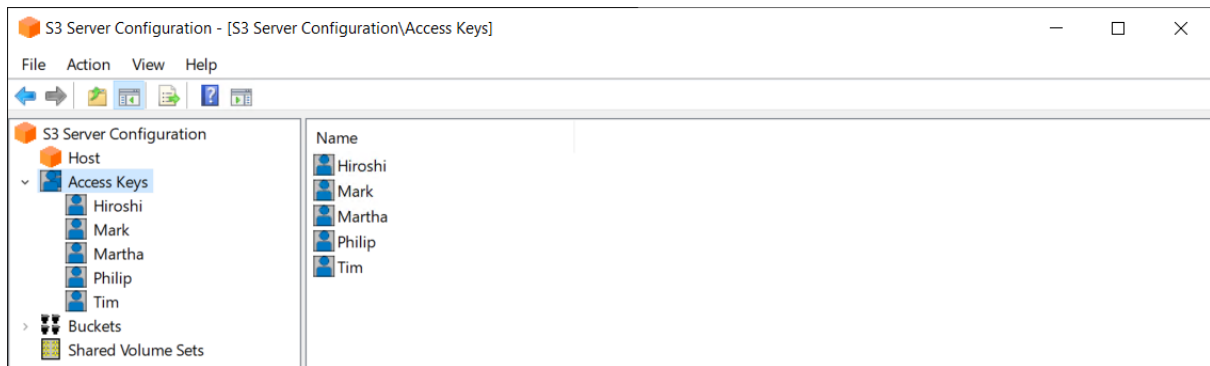 S3 Server Configuration - [S3 Server Configuration\Access Keys]
File Action View Help
S3 Server Configuration
Host
Access Keys
Hiroshi
Mark
Martha
Philip
Tim
Buckets
Shared Volume Sets
Name
Hiroshi
Mark
Martha
Philip
Tim